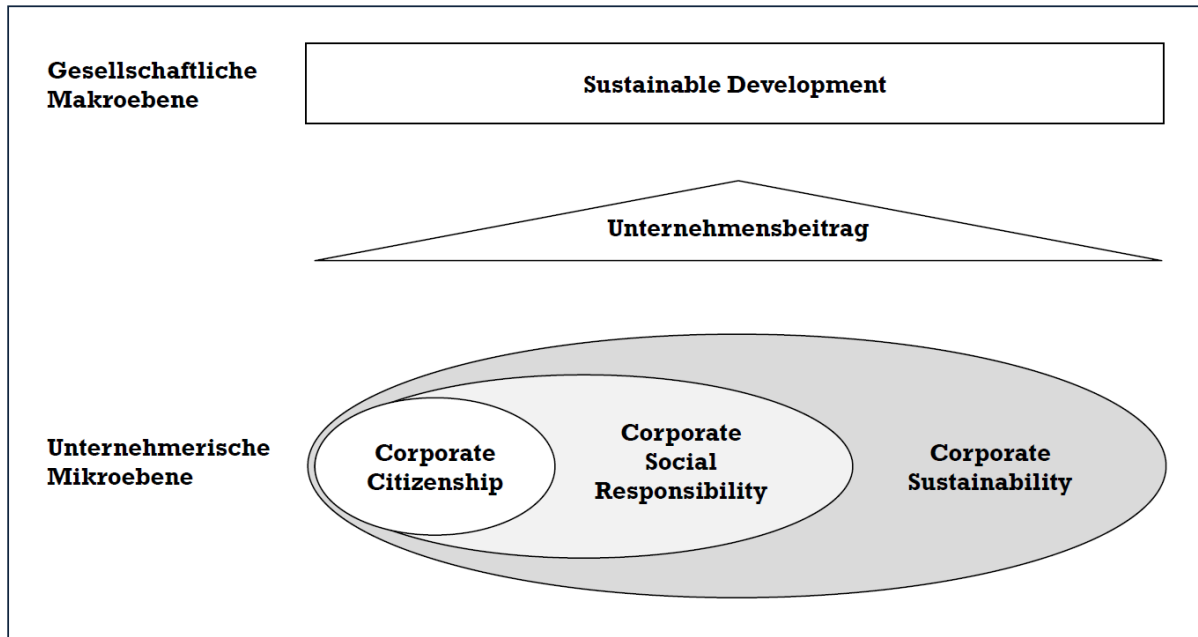 Gesellschaftliche
Makroebene
Sustainable Development
Unternehmensbeitrag
Unternehmerische
Mikroebene
Corporate
Citizenship
Corporate
Social
Responsibility
Corporate
Sustainability